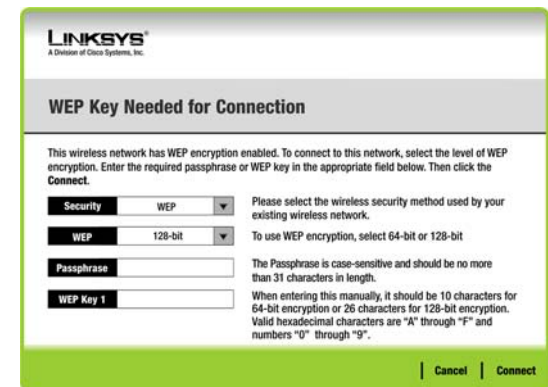 LINKSYS®
A Division of Cisco Systems, Inc.
WEP Key Needed for Connection
This wireless network has WEP encryption enabled. To connect to this network, select the level of WEP
encryption. Enter the required passphrase or WEP key in the appropriate field below. Then click the
Connect.
Security WEP
Please select the wireless security method used by your
existing wireless network.
WEP 128-bit
To use WEP encryption, select 64-bit or 128-bit
Passphrase
The Passphrase is case-sensitive and should be no more
than 31 characters in length.
WEP Key 1
When entering this manually, it should be 10 characters for
64-bit encryption or 26 characters for 128-bit encryption.
Valid hexadecimal characters are "A" through "F" and
numbers "0" through "9".
Cancel Connect